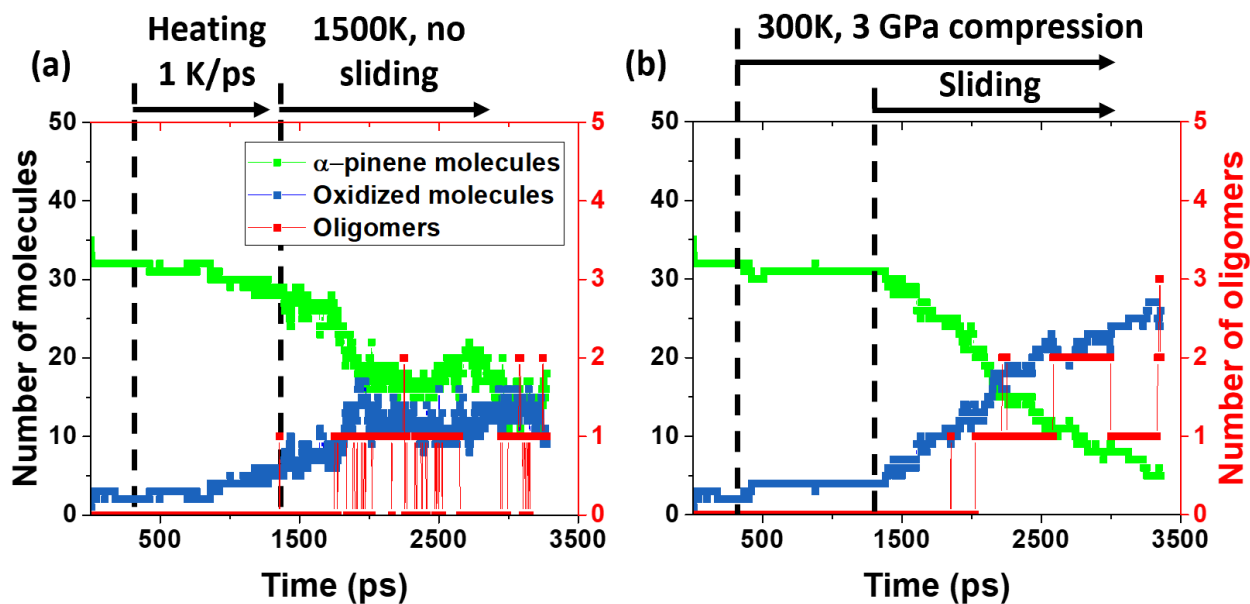 (a)
Heating
1 K/ps
1500K, no
sliding
Number of molecules
50
40
30
20
10
0
α−pinene molecules
Oxidized molecules
Oligomers
5
4
3
2
1
0
500
1500
2500
3500
Time (ps)
(b)
300K, 3 GPa compression
Sliding
50
40
30
20
10
0
5
4
3
2
1
0
Number of oligomers
500
1500
2500
3500
Time (ps)